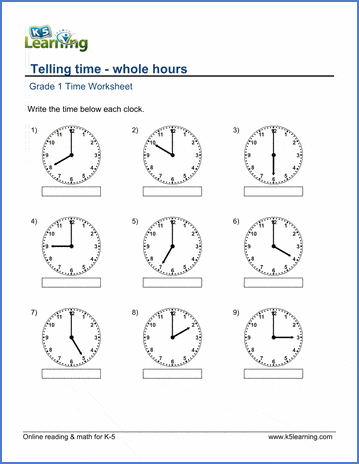 K5
Learning
Telling time - whole hours
Grade 1 Time Worksheet
Write the time below each clock.
1) 2) 3)
12 1 2 3 4 5 6 7 8 9 10 11
12 1 2 3 4 5 6 7 8 9 10 11
12 1 2 3 4 5 6 7 8 9 10 11
4) 5) 6)
12 1 2 3 4 5 6 7 8 9 10 11
12 1 2 3 4 5 6 7 8 9 10 11
12 1 2 3 4 5 6 7 8 9 10 11
7) 8) 9)
12 1 2 3 4 5 6 7 8 9 10 11
12 1 2 3 4 5 6 7 8 9 10 11
12 1 2 3 4 5 6 7 8 9 10 11
Online reading & math for K-5 www.k5learning.com